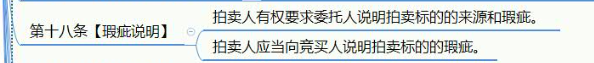 拍卖人有权要求委托人说明拍卖标的的来源和瑕疵。
第十八条【瑕疵说明】
拍卖人应当向竞买人说明拍卖标的的瑕疵。